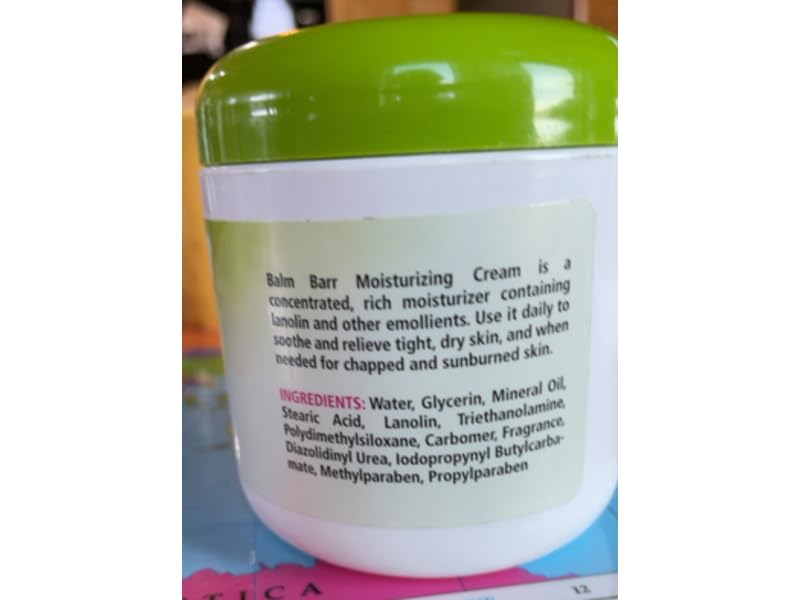 Balm Barr Moisturizing Cream is a
concentrated, rich moisturizer containing
lanolin and other emollients. Use it daily to
soothe and relieve tight, dry skin, and when
needed for chapped and sunburned skin.
INGREDIENTS: Water, Glycerin, Mineral Oil,
Stearic Acid, Lanolin, Triethanolamine,
Polydimethylsiloxane, Carbomer, Fragrance,
Diazolidinyl Urea, Iodopropynyl Butylcarba-
mate, Methylparaben, Propylparaben
TICA
12